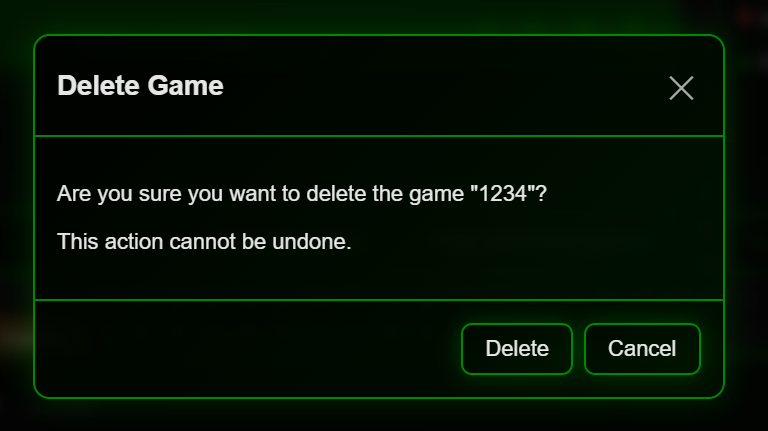 Delete Game
Are you sure you want to delete the game "1234"?
This action cannot be undone.
Delete
Cancel